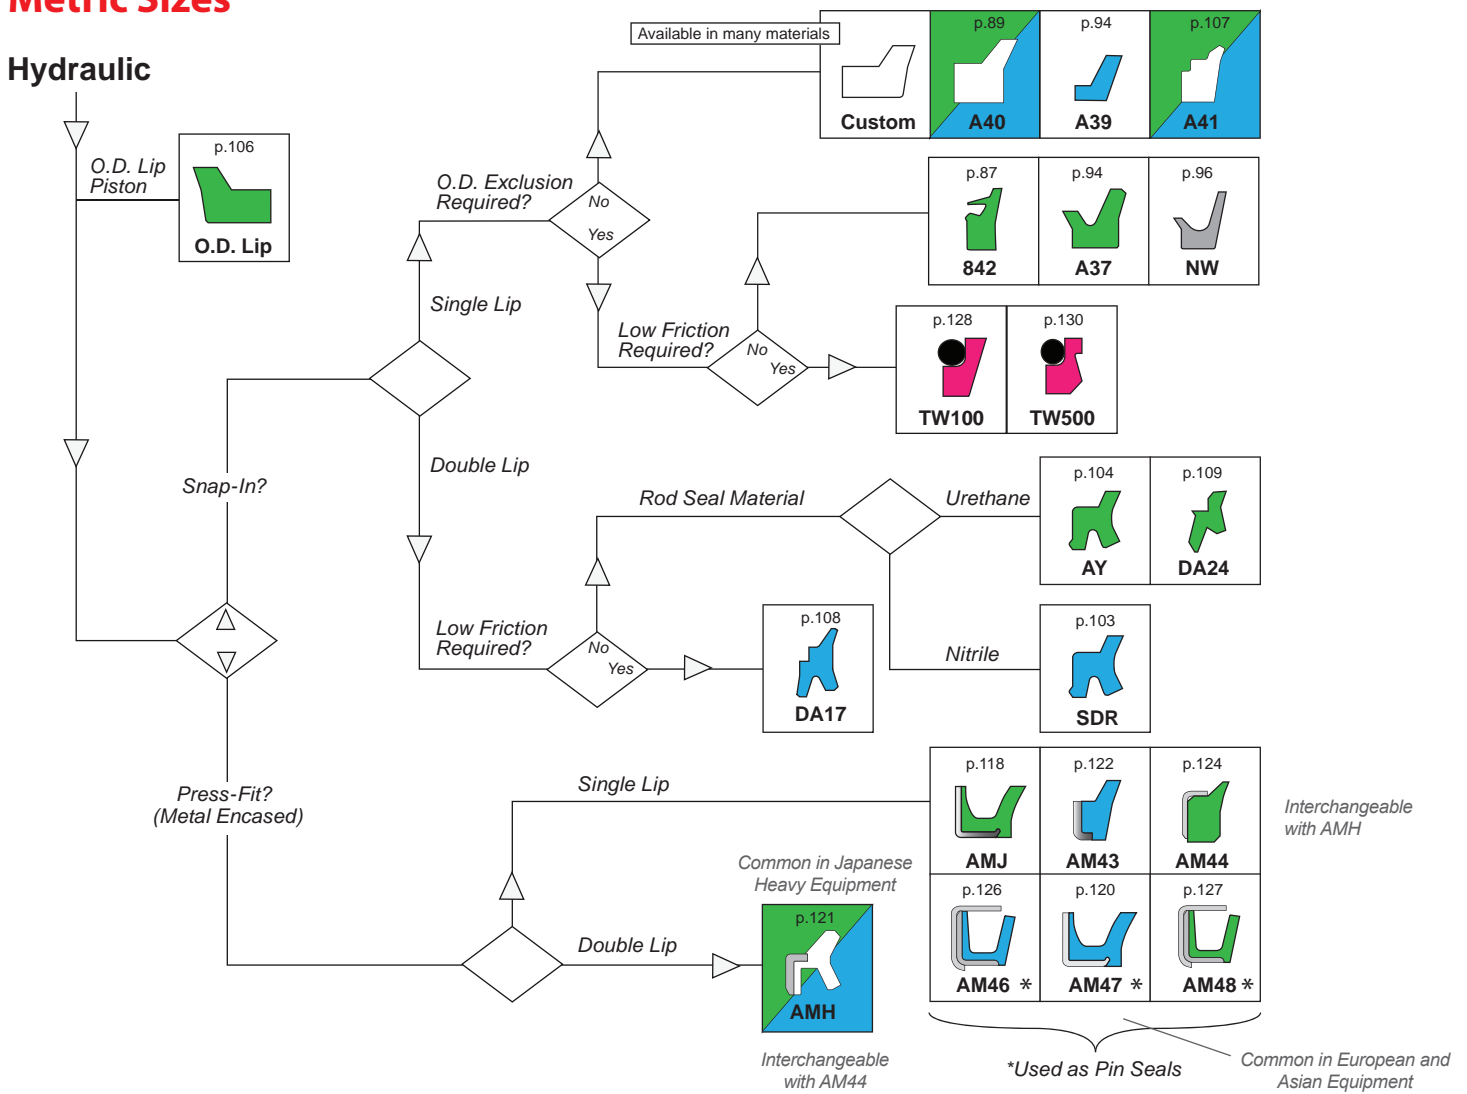 Metric Sizes
Hydraulic
O.D. Lip
Piston
p.106
O.D. Lip
O.D. Exclusion
Required?
No
Yes
Available in many materials
Custom
p.89
A40
p.94
A39
p.107
A41
p.87
842
p.94
A37
p.96
NW
Single Lip
Low Friction
Required?
No
Yes
p.128
TW100
p.130
TW500
Snap-In?
Double Lip
Rod Seal Material
Urethane
p.104
AY
p.109
DA24
Low Friction
Required?
No
Yes
p.108
DA17
Nitrile
p.103
SDR
Press-Fit?
(Metal Encased)
Single Lip
p.118
AMJ
p.122
AM43
p.124
AM44
Interchangeable
with AMH
Common in Japanese
Heavy Equipment
Double Lip
p.121
AMH
Interchangeable
with AM44
p.126
AM46 *
p.120
AM47 *
p.127
AM48 *
*Used as Pin Seals
Common in European and
Asian Equipment